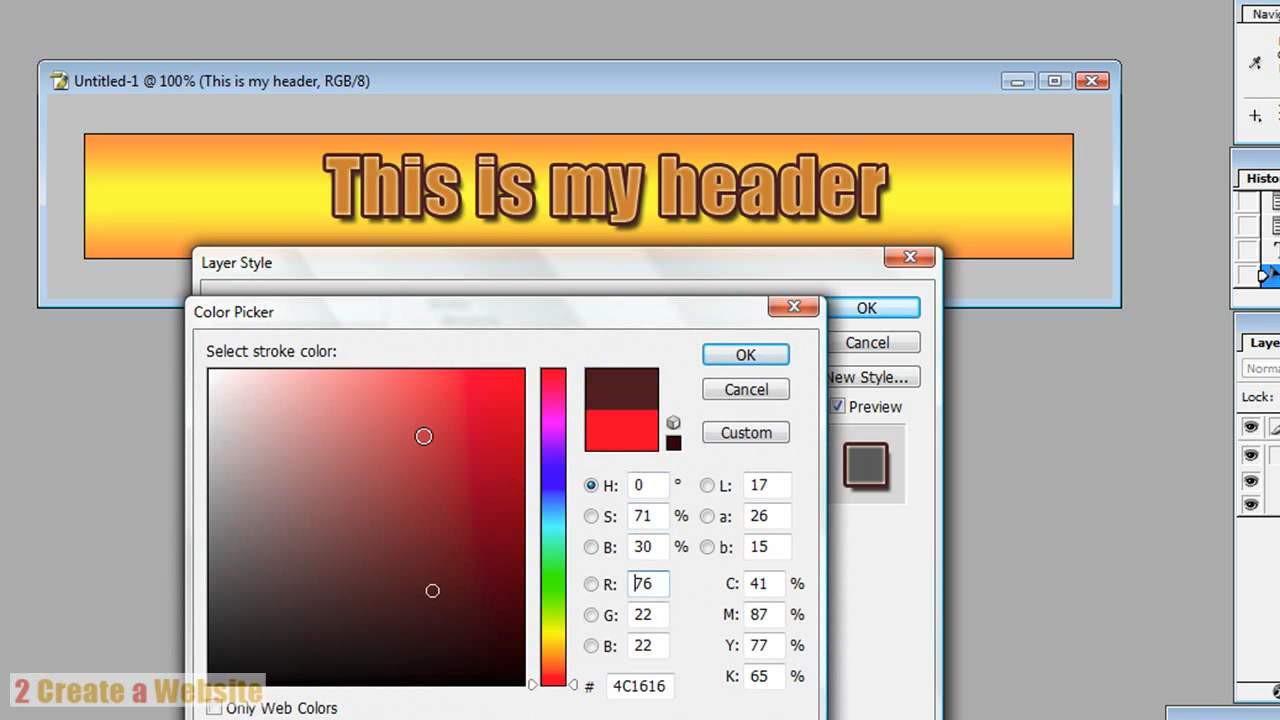 Navi
Untitled-1 @ 100% (This is my header, RGB/8)
This is my header
Histo
Layer Style
OK
Cancel
New Style...
Preview
Color Picker
Select stroke color:
OK
Cancel
Custom
H: 0 °
S: 71 %
B: 30 %
R: 76
G: 22
B: 22
# 4C1616
L: 17
a: 26
b: 15
C: 41 %
M: 87 %
Y: 77 %
K: 65 %
Only Web Colors
Laye
Norma
Lock:
2 Create a Website